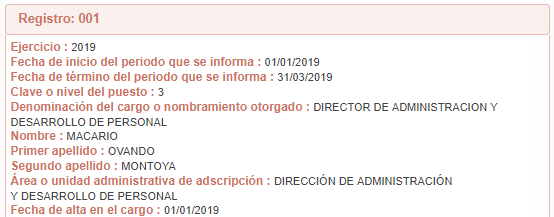 Registro: 001
Ejercicio : 2019
Fecha de inicio del periodo que se informa : 01/01/2019
Fecha de término del periodo que se informa : 31/03/2019
Clave o nivel del puesto : 3
Denominación del cargo o nombramiento otorgado : DIRECTOR DE ADMINISTRACION Y
DESARROLLO DE PERSONAL
Nombre : MACARIO
Primer apellido : OVANDO
Segundo apellido : MONTOYA
Área o unidad administrativa de adscripción : DIRECCIÓN DE ADMINISTRACIÓN
Y DESARROLLO DE PERSONAL
Fecha de alta en el cargo : 01/01/2019